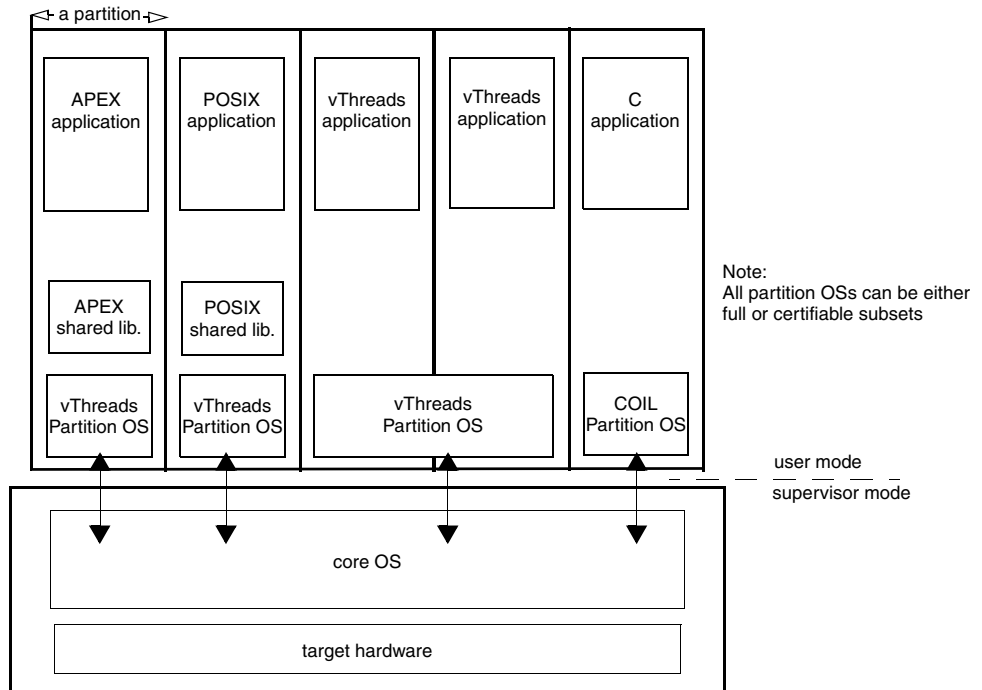 a partition
APEX
application
POSIX
application
vThreads
application
vThreads
application
C
application
APEX
shared lib.
POSIX
shared lib.
Note:
All partition OSs can be either
full or certifiable subsets
vThreads
Partition OS
vThreads
Partition OS
vThreads
Partition OS
COIL
Partition OS
user mode
supervisor mode
core OS
target hardware